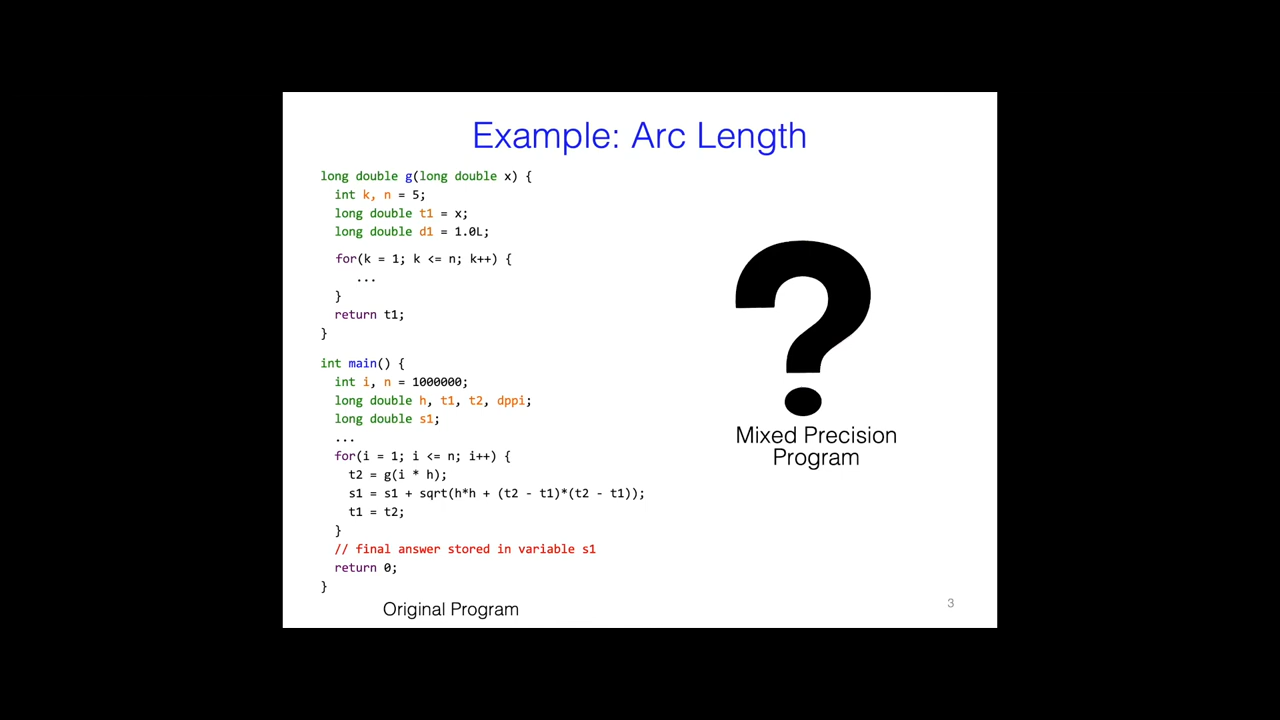 Example: Arc Length
long double g(long double x) {
int k, n = 5;
long double t1 = x;
long double d1 = 1.0L;
for(k = 1; k <= n; k++) {
...
}
return t1;
}
int main() {
int i, n = 1000000;
long double h, t1, t2, dppi;
long double s1;
...
for(i = 1; i <= n; i++) {
t2 = g(i * h);
s1 = s1 + sqrt(h*h + (t2 - t1)*(t2 - t1));
t1 = t2;
}
// final answer stored in variable s1
return 0;
}
Original Program
?
Mixed Precision
Program
3